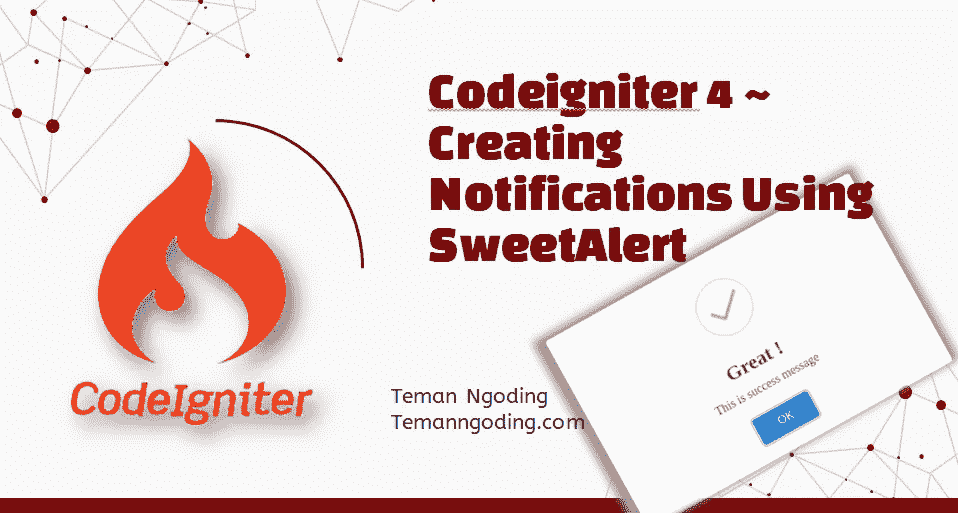 Codeigniter 4 ~
Creating
Notifications Using
SweetAlert
CodeIgniter
Teman Ngoding
Temanngoding.com
Great !
This is success message
OK